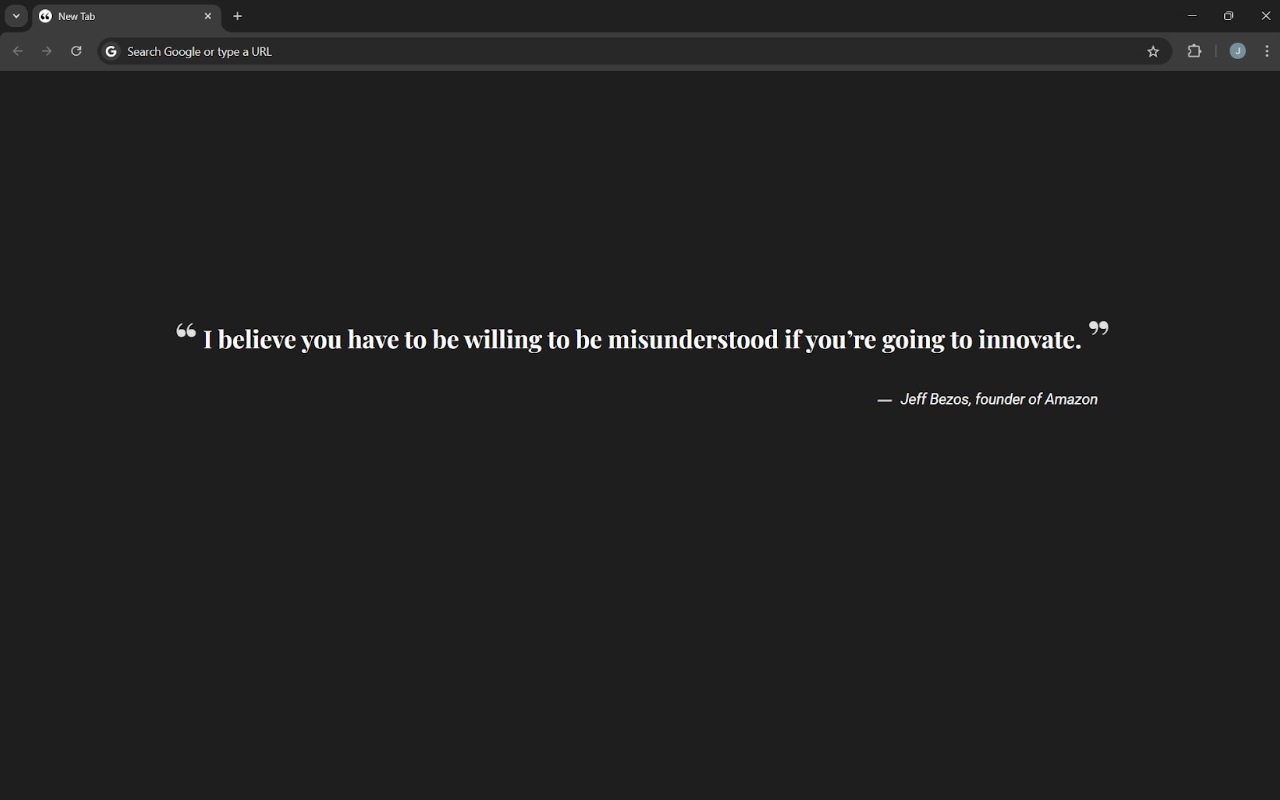 New Tab
Search Google or type a URL
J
“ I believe you have to be willing to be misunderstood if you’re going to innovate. ”
— Jeff Bezos, founder of Amazon